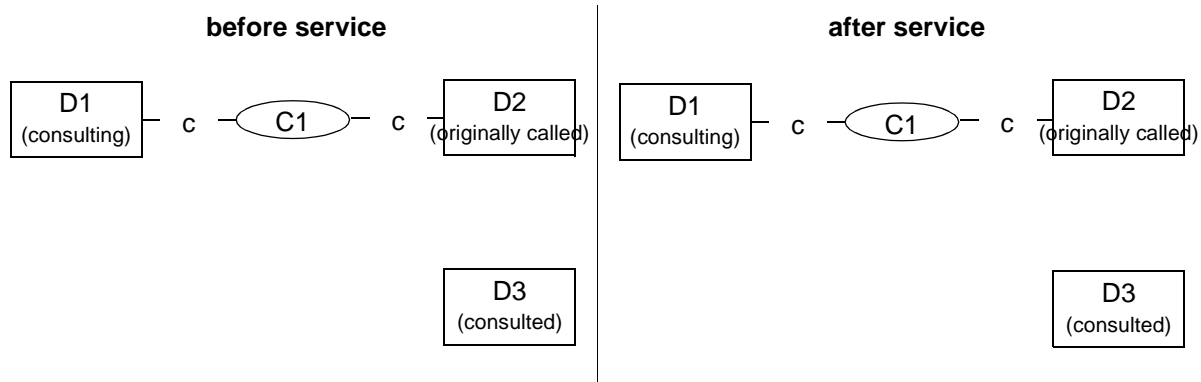 before service
D1
(consulting)
c
C1
c
D2
(originally called)
D3
(consulted)
after service
D1
(consulting)
c
C1
c
D2
(originally called)
D3
(consulted)